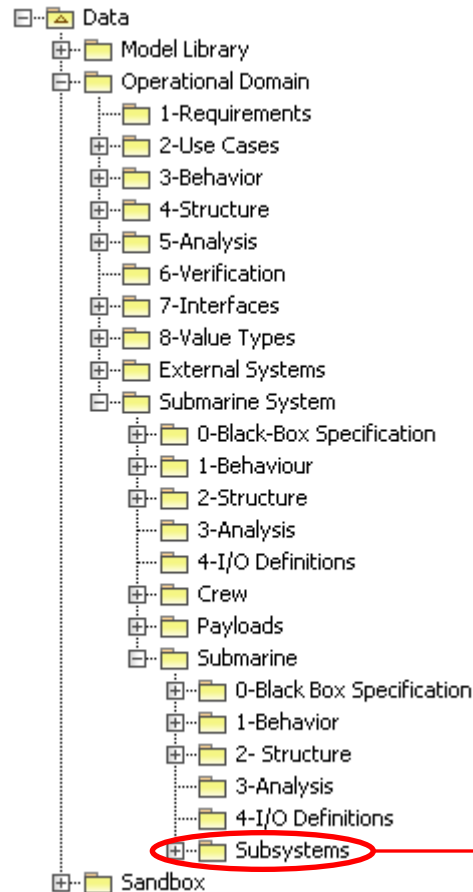 Data
Model Library
Operational Domain
1-Requirements
2-Use Cases
3-Behavior
4-Structure
5-Analysis
6-Verification
7-Interfaces
8-Value Types
External Systems
Submarine System
0-Black-Box Specification
1-Behaviour
2-Structure
3-Analysis
4-I/O Definitions
Crew
Payloads
Submarine
0-Black Box Specification
1-Behavior
2- Structure
3-Analysis
4-I/O Definitions
Subsystems
Sandbox